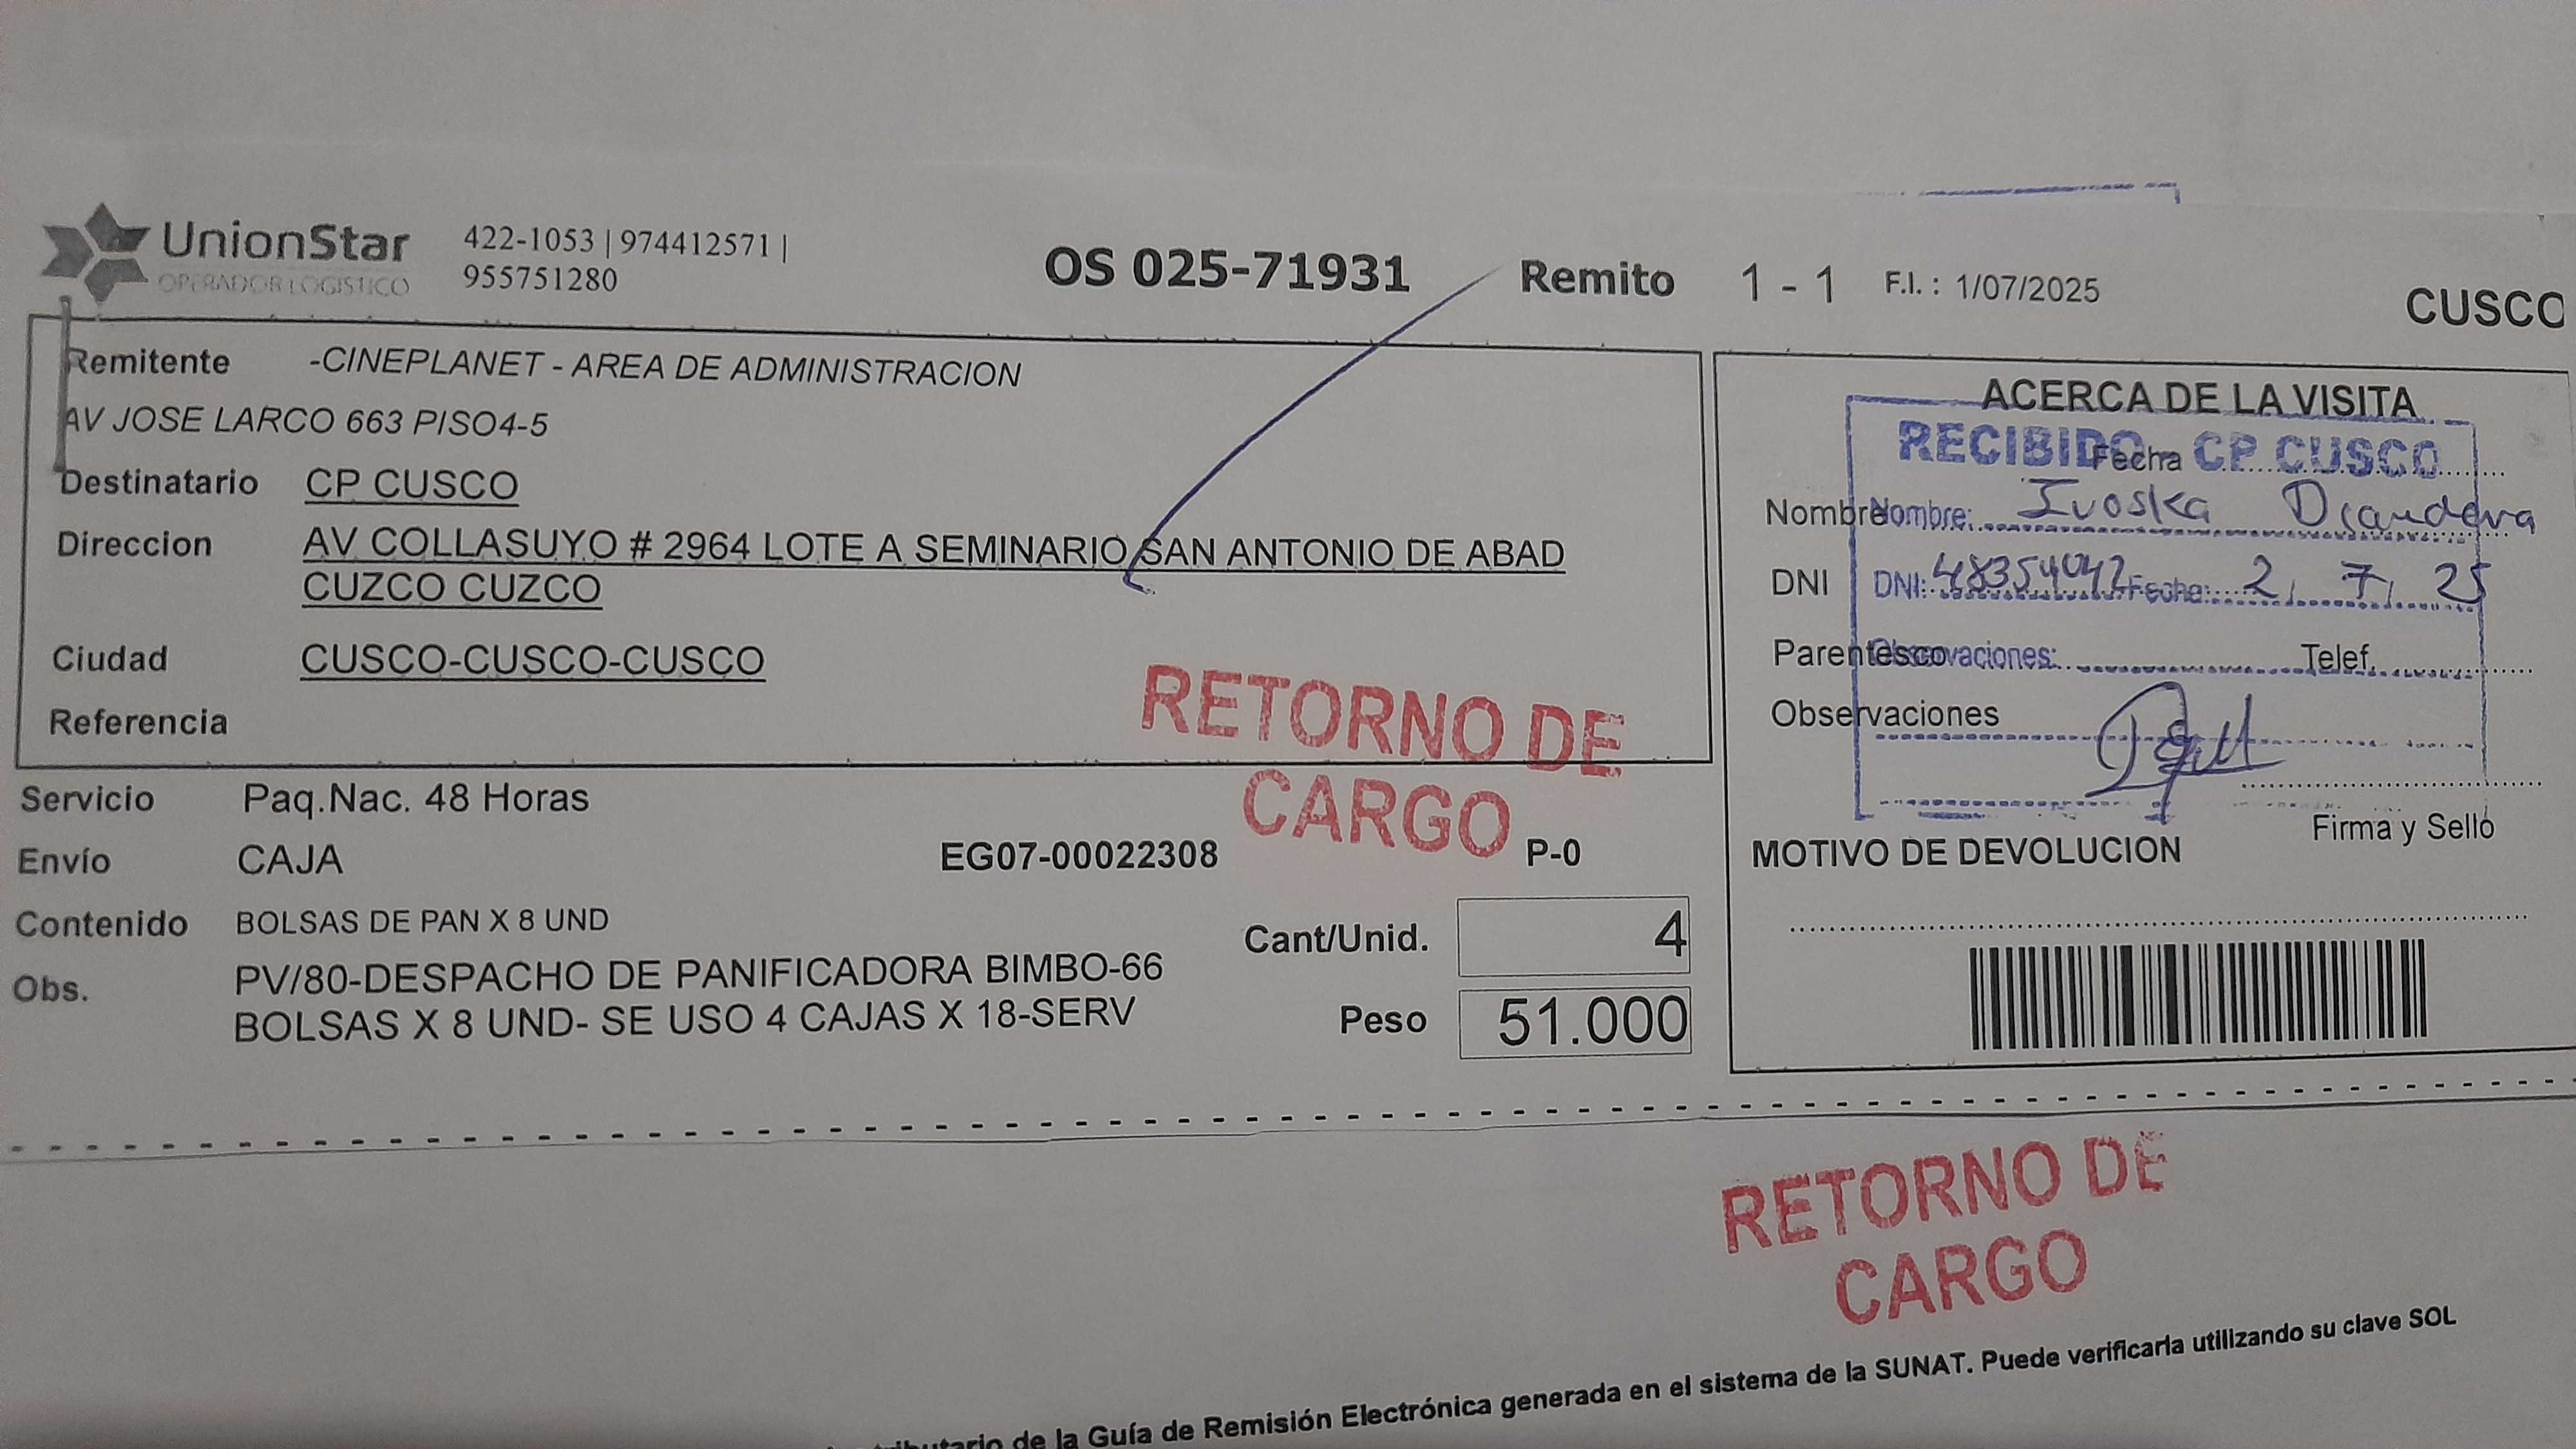 UnionStar
OPERADOR LOGISTICO
422-1053 | 974412571 |
955751280
OS 025-71931
Remito 1 - 1
F.I. : 1/07/2025
CUSCO
Remitente -CINEPLANET - AREA DE ADMINISTRACION
AV JOSE LARCO 663 PISO4-5
Destinatario CP CUSCO
Direccion AV COLLASUYO # 2964 LOTE A SEMINARIO SAN ANTONIO DE ABAD
CUZCO CUZCO
Ciudad CUSCO-CUSCO-CUSCO
Referencia
RETORNO DE
CARGO
Servicio Paq.Nac. 48 Horas
Envío CAJA EG07-00022308 P-0
Contenido BOLSAS DE PAN X 8 UND
Cant/Unid. 4
Obs. PV/80-DESPACHO DE PANIFICADORA BIMBO-66
BOLSAS X 8 UND- SE USO 4 CAJAS X 18-SERV
Peso 51.000
ACERCA DE LA VISITA
RECIBIDO - CP CUSCO
Fecha
Nombre Nombre: Ivoska
DNI DNI: 48354042 Fecha: 2, 7, 25
Parentesco Observaciones: Telef.
Observaciones
Firma y Sello
MOTIVO DE DEVOLUCION
RETORNO DE
CARGO
de la Guía de Remisión Electrónica generada en el sistema de la SUNAT. Puede verificarla utilizando su clave SOL